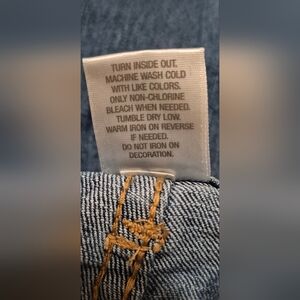 TURN INSIDE OUT.
MACHINE WASH COLD
WITH LIKE COLORS.
ONLY NON-CHLORINE
BLEACH WHEN NEEDED.
TUMBLE DRY LOW.
WARM IRON ON REVERSE
IF NEEDED.
DO NOT IRON ON
DECORATION.